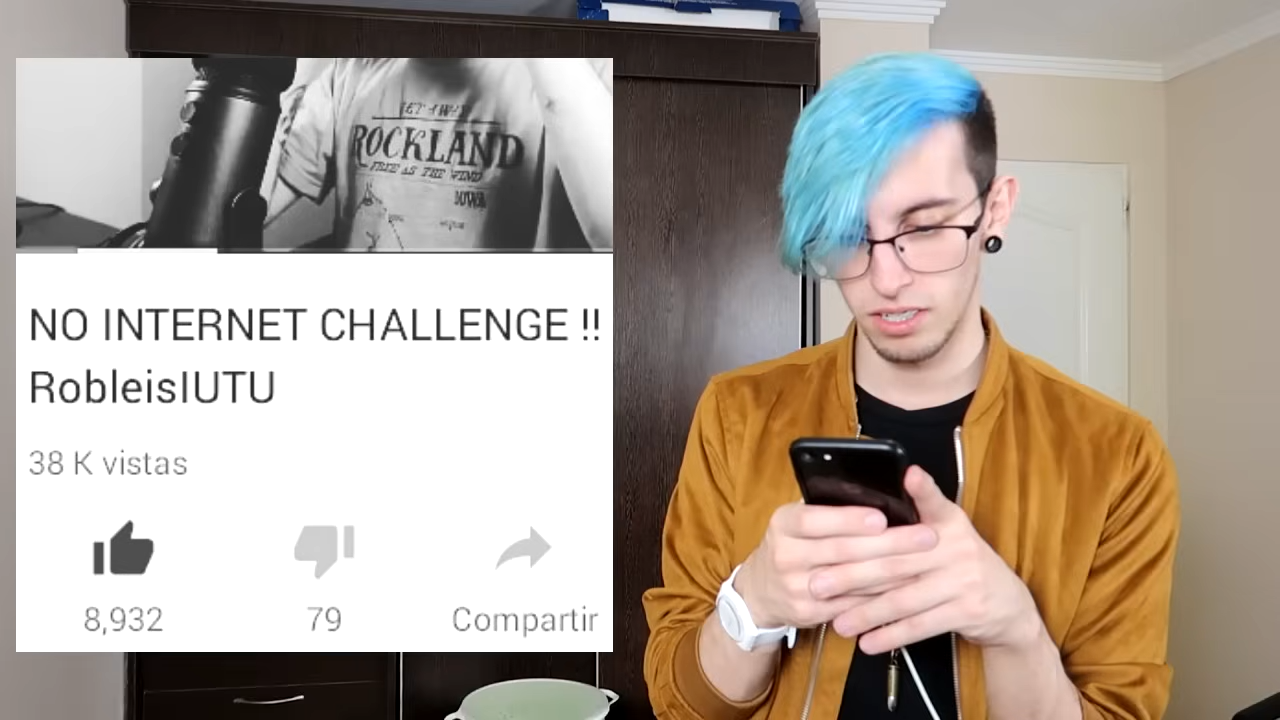 ROCKLAND
FREE AS THE WIND
NO INTERNET CHALLENGE !!
RobleisIUTU
38 K vistas
8,932
79
Compartir